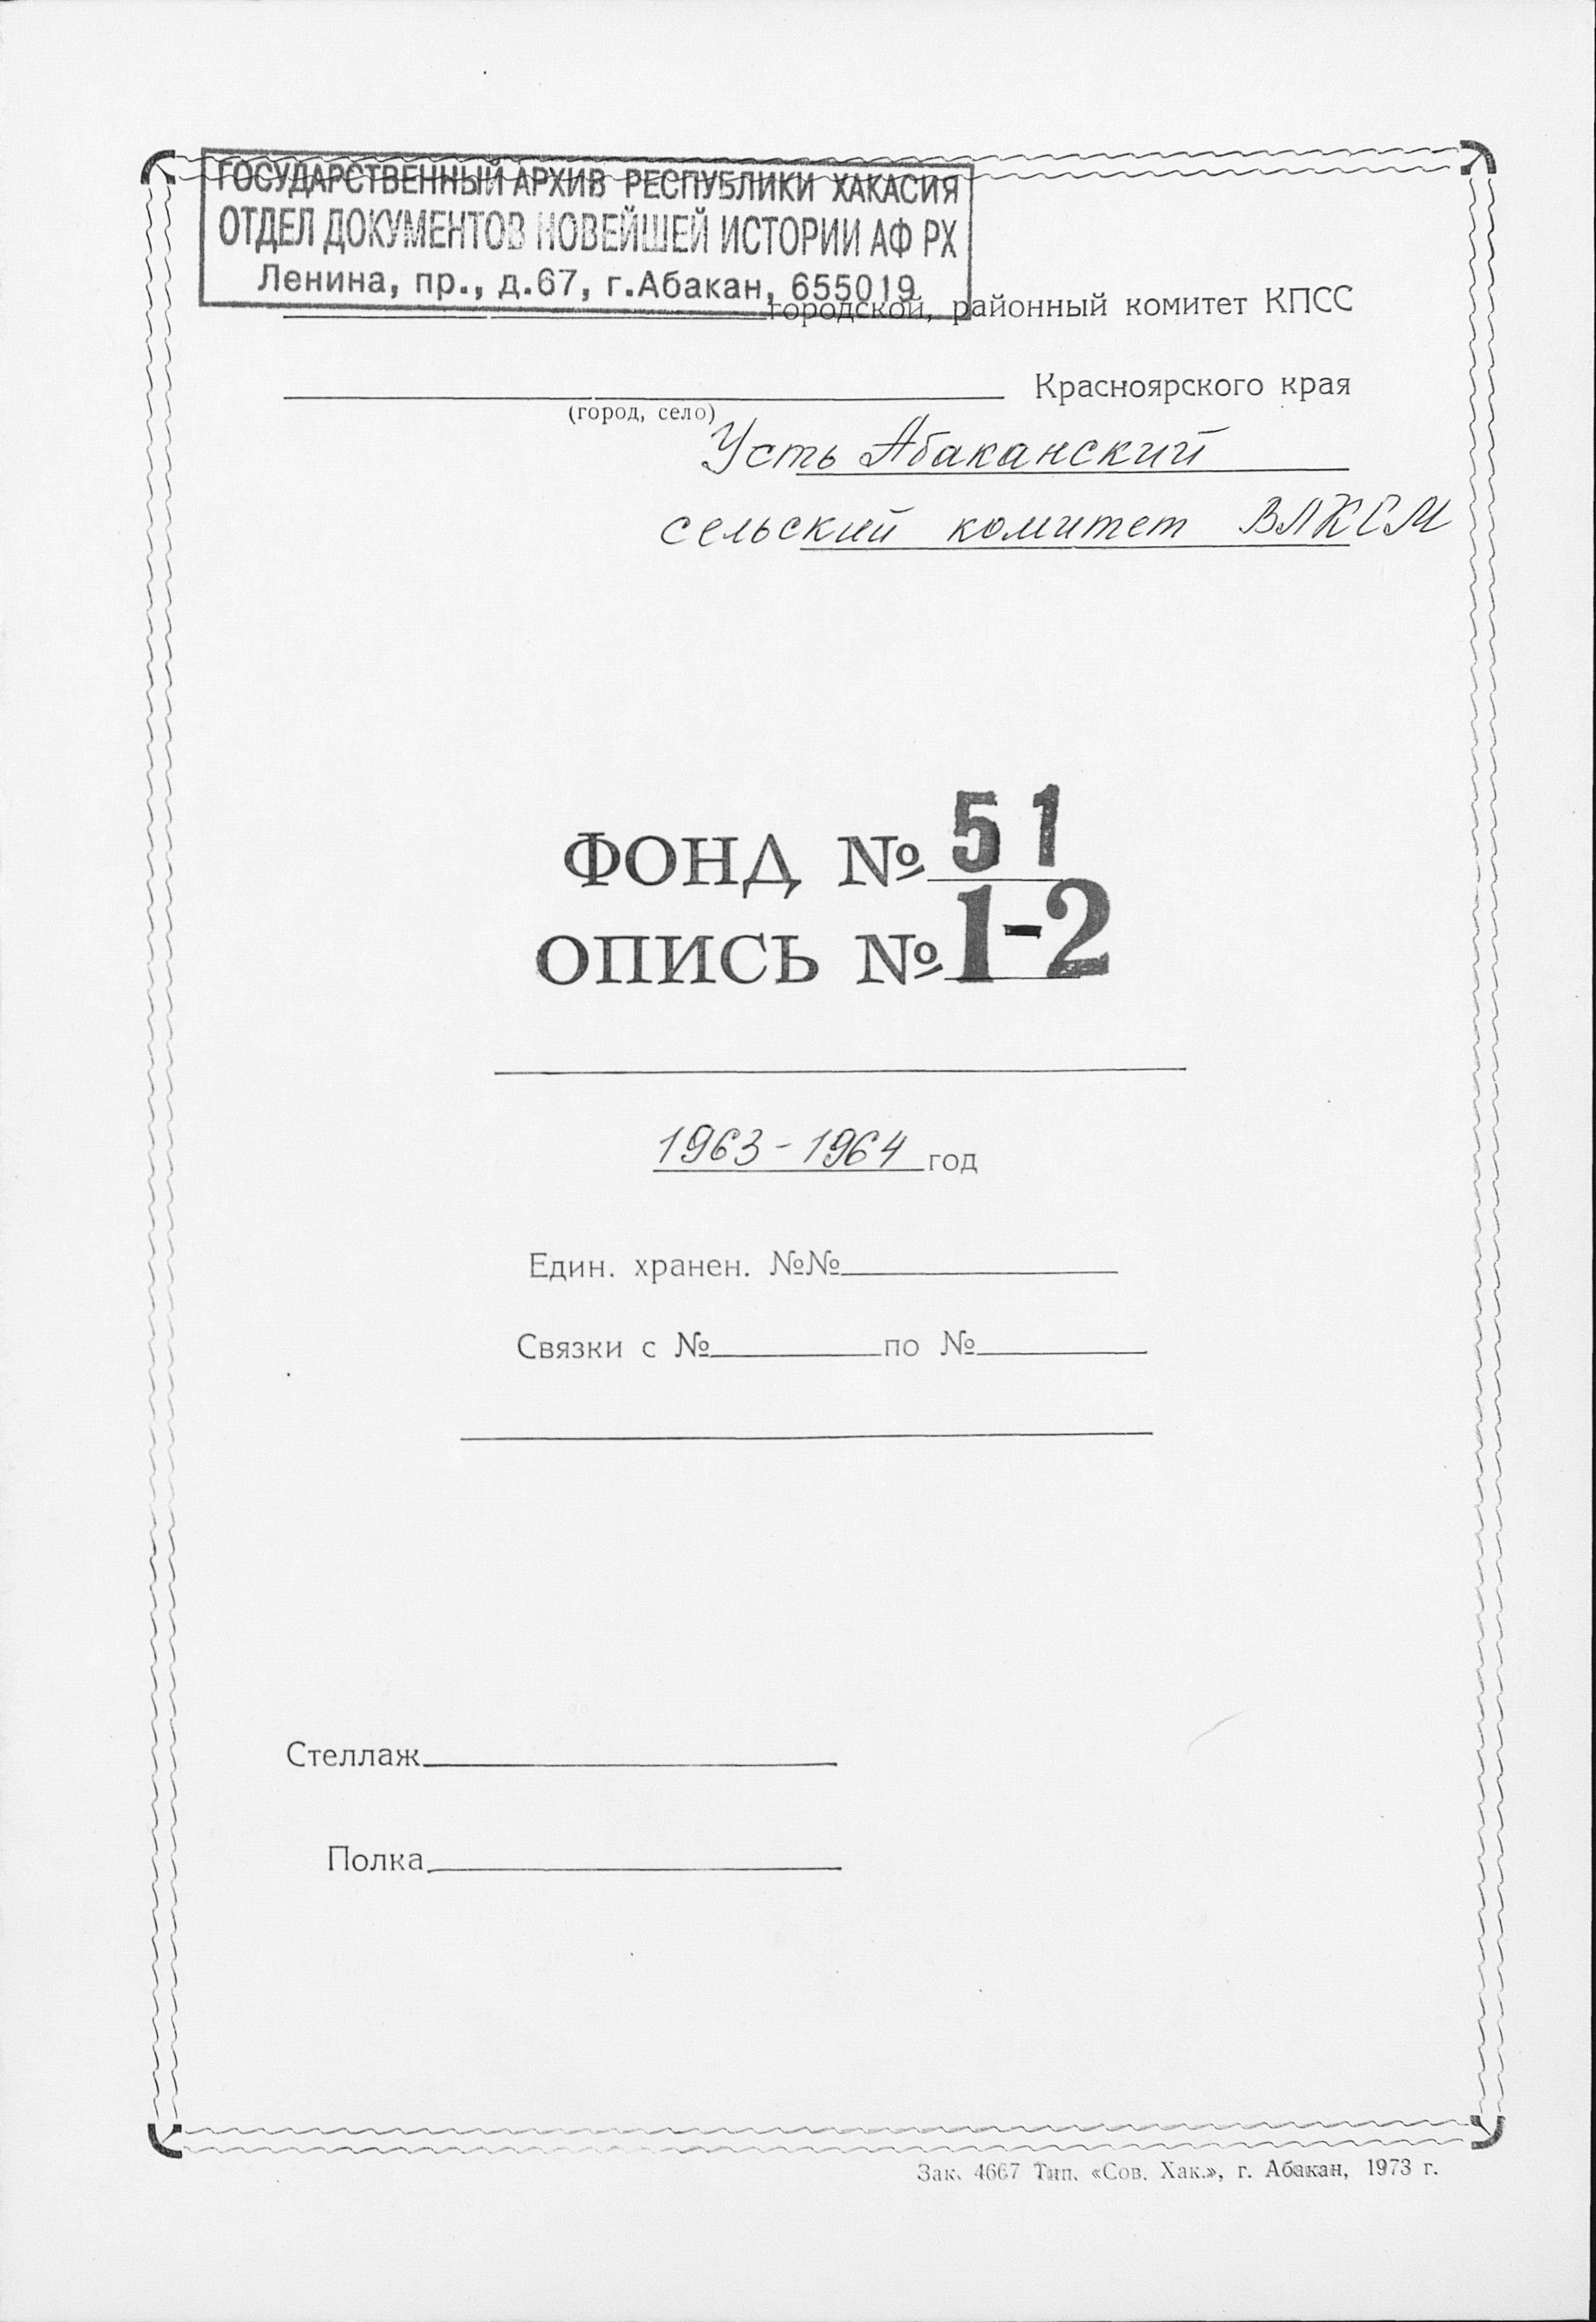 ГОСУДАРСТВЕННЫЙ АРХИВ РЕСПУБЛИКИ ХАКАСИЯ
ОТДЕЛ ДОКУМЕНТОВ НОВЕЙШЕЙ ИСТОРИИ АФ РХ
Ленина, пр., д.67, г.Абакан, 655019
городской, районный комитет КПСС
Красноярского края
(город, село)
Усть Абаканский
сельский комитет ВЛКСМ
ФОНД № 51
ОПИСЬ № 1-2
1963-1964 год
Един. хранен. №№
Связки с № по №
Стеллаж
Полка
Зак. 4667 Тип. «Сов. Хак.», г. Абакан, 1973 г.